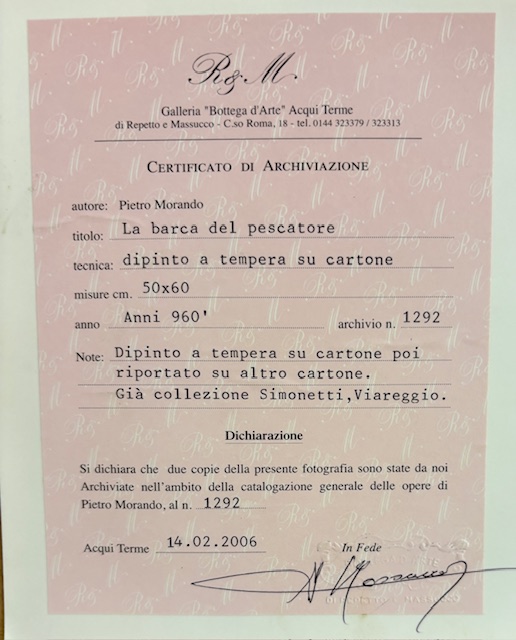 R&M.
Galleria "Bottega d'Arte" Acqui Terme
di Repetto e Massucco - C.so Roma, 18 - tel. 0144 323379 / 323313
CERTIFICATO DI ARCHIVIAZIONE
autore: Pietro Morando
titolo: La barca del pescatore
tecnica: dipinto a tempera su cartone
misure cm. 50x60
anno Anni 960' archivio n. 1292
Note: Dipinto a tempera su cartone poi
riportato su altro cartone.
Già collezione Simonetti,Viareggio.
Dichiarazione
Si dichiara che due copie della presente fotografia sono state da noi
Archiviate nell'ambito della catalogazione generale delle opere di
Pietro Morando, al n. 1292
Acqui Terme 14.02.2006 In Fede
Massucco